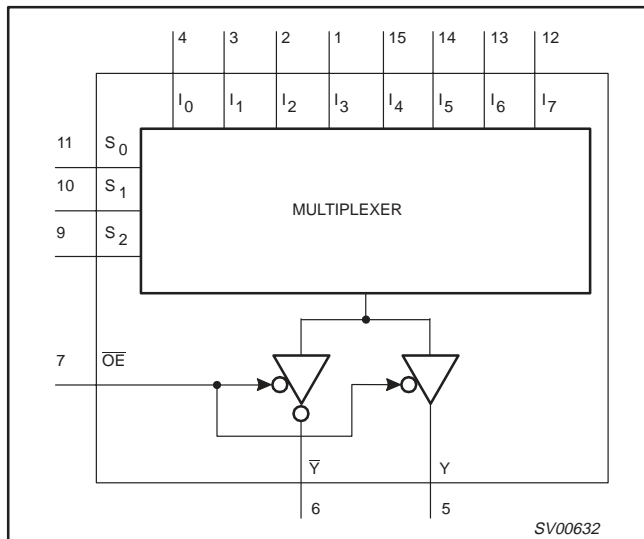 4 3 2 1 15 14 13 12
I0 I1 I2 I3 I4 I5 I6 I7
11 S0
10 S1
9 S2
MULTIPLEXER
7 O̅E̅
Y̅ Y
6 5
SV00632